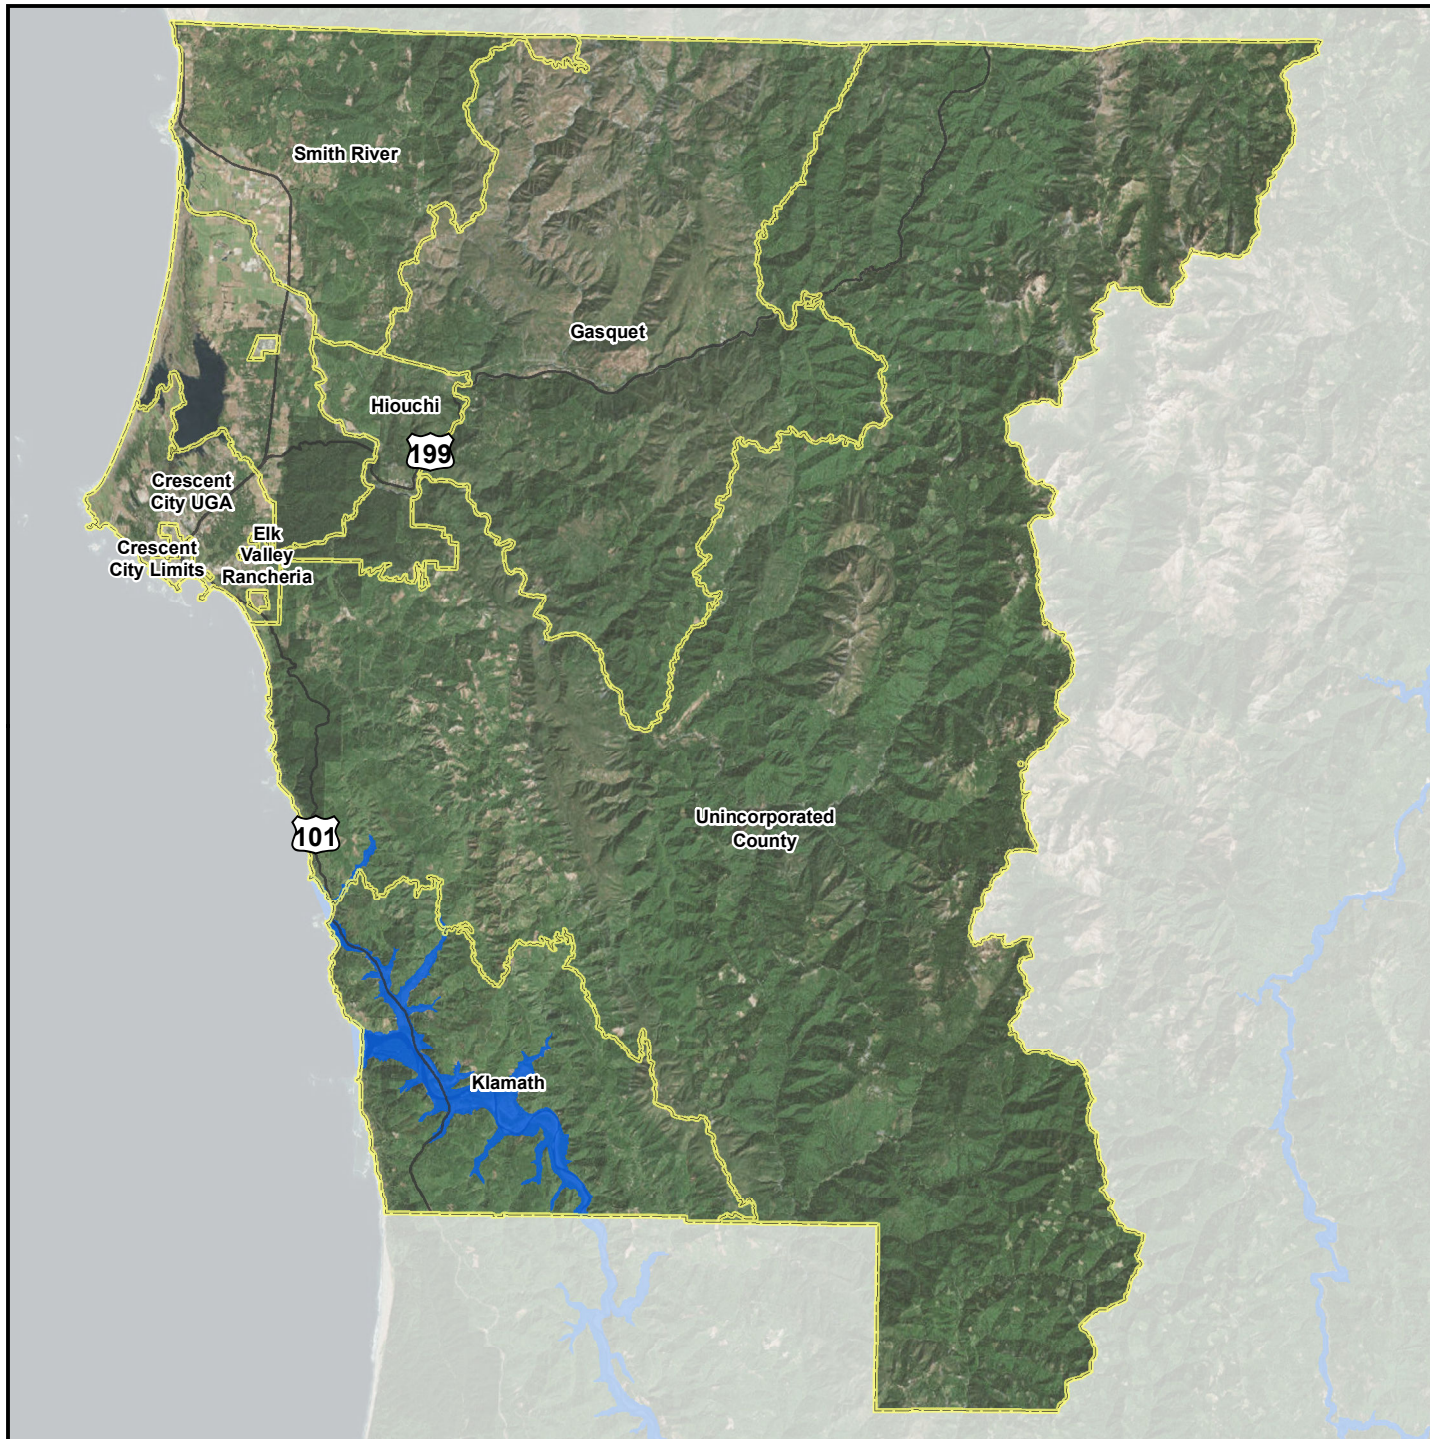 Smith River
Gasquet
Hiouchi
199
Crescent
City UGA
Elk
Valley
Rancheria
Crescent
City Limits
Unincorporated
County
101
Klamath